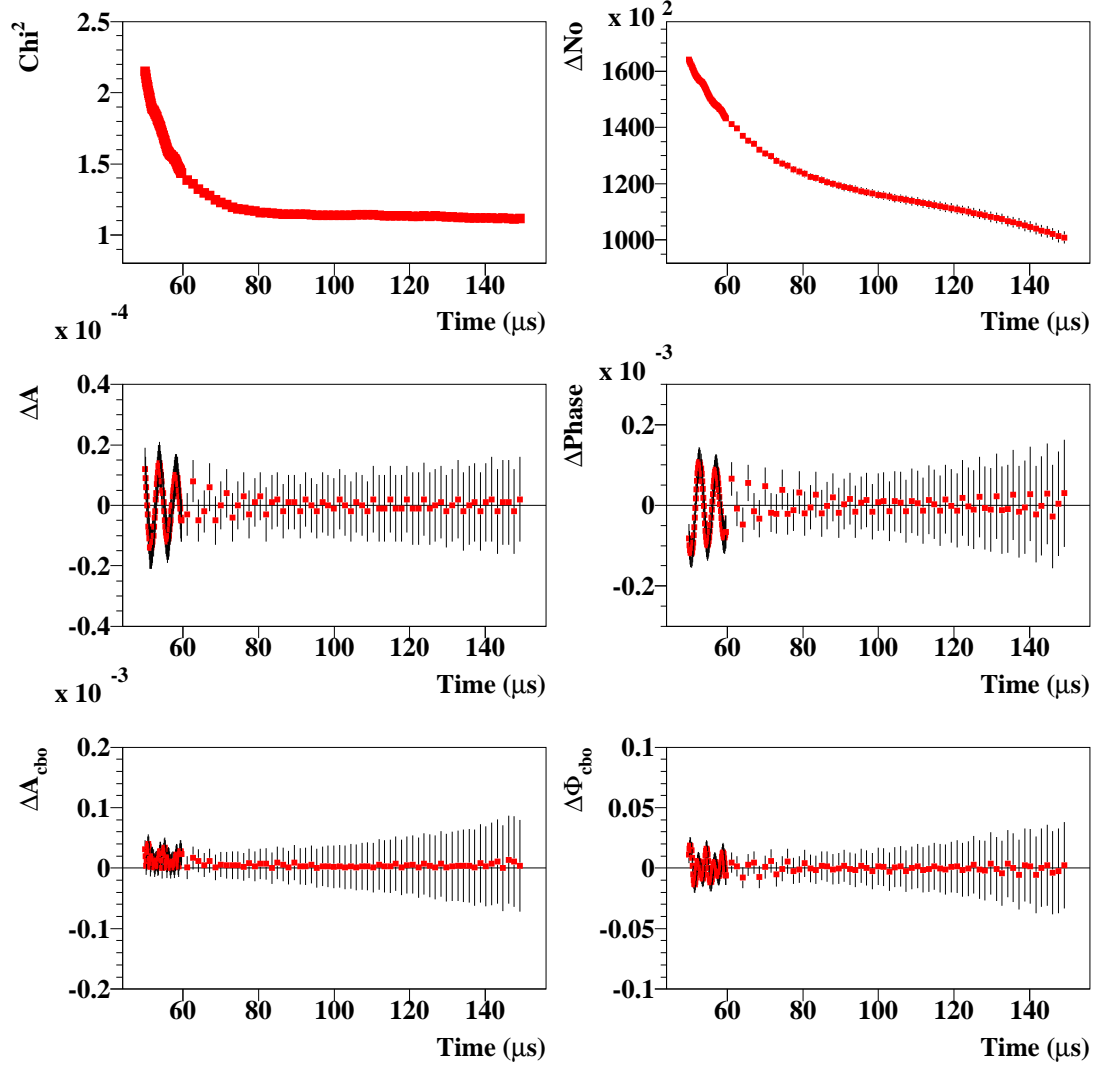 Chi²
2.5
2
1.5
1
60 80 100 120 140
Time (μs)
x 10²
ΔNo
1600
1400
1200
1000
60 80 100 120 140
Time (μs)
x 10⁻⁴
ΔA
0.4
0.2
0
-0.2
-0.4
60 80 100 120 140
Time (μs)
x 10⁻³
ΔPhase
0.2
0
-0.2
60 80 100 120 140
Time (μs)
x 10⁻³
ΔA_cbo
0.2
0.1
0
-0.1
-0.2
60 80 100 120 140
Time (μs)
ΔΦ_cbo
0.1
0.05
0
-0.05
-0.1
60 80 100 120 140
Time (μs)